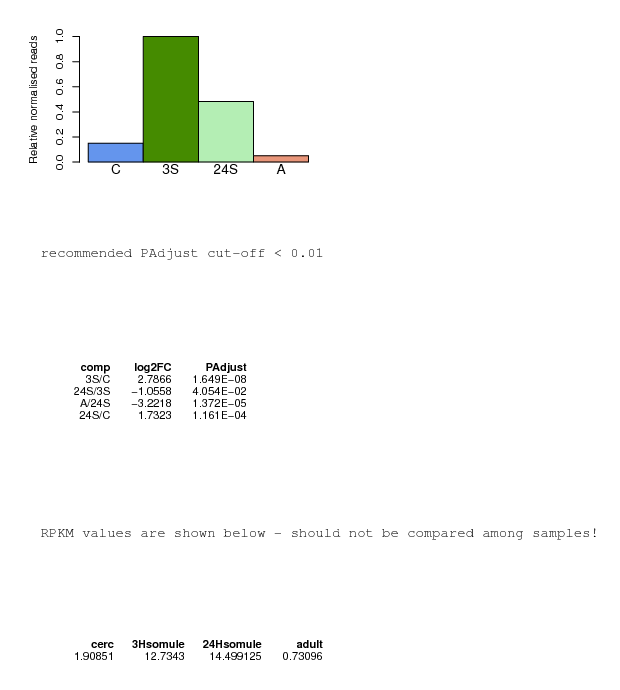 Relative normalised reads
1.0
0.8
0.6
0.4
0.2
0.0
C 3S 24S A
recommended PAdjust cut-off < 0.01
comp log2FC PAdjust
3S/C 2.7866 1.649E−08
24S/3S −1.0558 4.054E−02
A/24S −3.2218 1.372E−05
24S/C 1.7323 1.161E−04
RPKM values are shown below - should not be compared among samples!
cerc 3Hsomule 24Hsomule adult
1.90851 12.7343 14.499125 0.73096